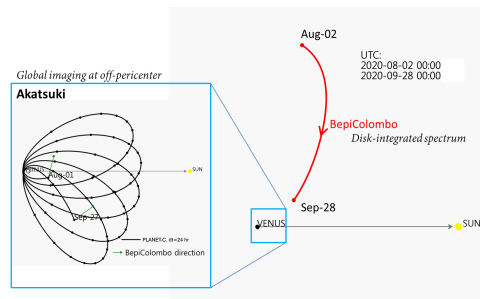 Aug-02
UTC:
2020-08-02 00:00
2020-09-28 00:00
Global imaging at off-pericenter
Akatsuki
BepiColombo
Disk-integrated spectrum
SUN
Aug-01
Sep-28
Sep-27
VENUS
SUN
PLANET-C, dt=24 hr
BepiColombo direction